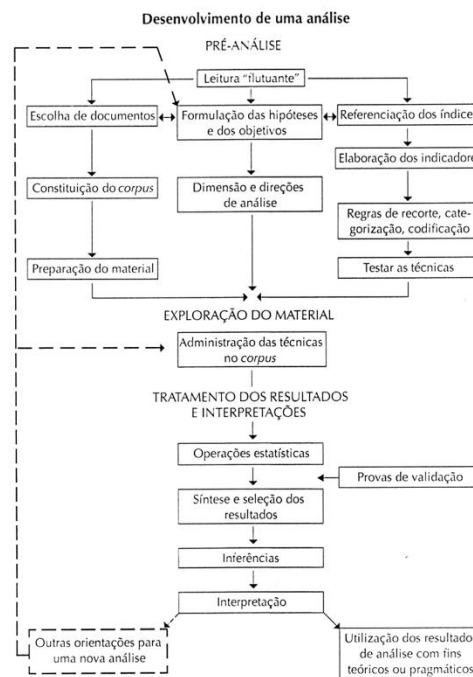 Desenvolvimento de uma análise
PRÉ-ANÁLISE
Leitura "flutuante"
Escolha de documentos
Formulação das hipóteses
e dos objetivos
Referenciação dos índice
Elaboração dos indicadore
Constituição do corpus
Dimensão e direções
de análise
Regras de recorte, cate-
gorização, codificação
Preparação do material
Testar as técnicas
EXPLORAÇÃO DO MATERIAL
Administração das técnicas
no corpus
TRATAMENTO DOS RESULTADOS
E INTERPRETAÇÕES
Operações estatísticas
Provas de validação
Síntese e seleção dos
resultados
Inferências
Interpretação
Outras orientações para
uma nova análise
Utilização dos resultado
de análise com fins
teóricos ou pragmáticos